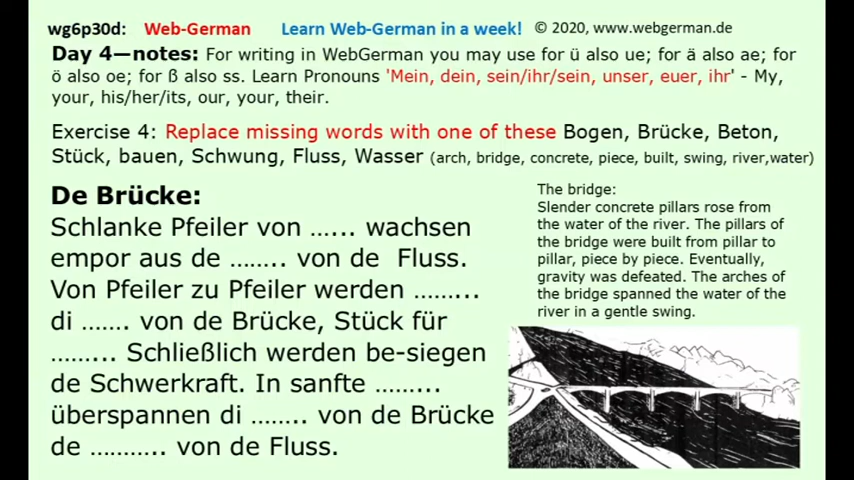 wg6p30d: Web-German Learn Web-German in a week! © 2020, www.webgerman.de
Day 4—notes: For writing in WebGerman you may use for ü also ue; for ä also ae; for
ö also oe; for ß also ss. Learn Pronouns 'Mein, dein, sein/ihr/sein, unser, euer, ihr' - My,
your, his/her/its, our, your, their.
Exercise 4: Replace missing words with one of these Bogen, Brücke, Beton,
Stück, bauen, Schwung, Fluss, Wasser (arch, bridge, concrete, piece, built, swing, river,water)
De Brücke:
Schlanke Pfeiler von …... wachsen
empor aus de …….. von de Fluss.
Von Pfeiler zu Pfeiler werden ……...
di ……. von de Brücke, Stück für
……... Schließlich werden be-siegen
de Schwerkraft. In sanfte ……...
überspannen di …….. von de Brücke
de ……….. von de Fluss.
The bridge:
Slender concrete pillars rose from
the water of the river. The pillars of
the bridge were built from pillar to
pillar, piece by piece. Eventually,
gravity was defeated. The arches of
the bridge spanned the water of the
river in a gentle swing.